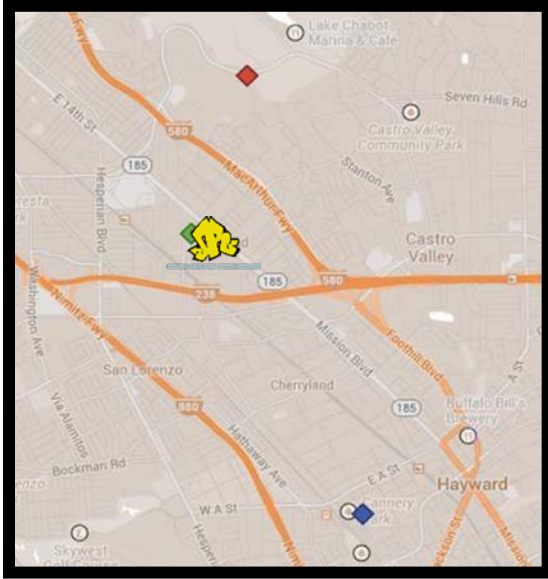 Lake Chabot
Marina & Cafe
Fwy
E 14th St
Seven Hills Rd
580
Castro Valley
Community Park
185
MacArthur Fwy
Stanton Ave
Hesperian Blvd
Castro
Valley
185
580
238
Washington Ave
Nimitz Fwy
Mission Blvd
Foothill Blvd
A St
San Lorenzo
Cherryland
Via Alamitos
880
185
Buffalo Bill's
Brewery
Hathaway Ave
Bockman Rd
E A St
Hayward
W A St
Cannery
Park
Skywest
Golf Course